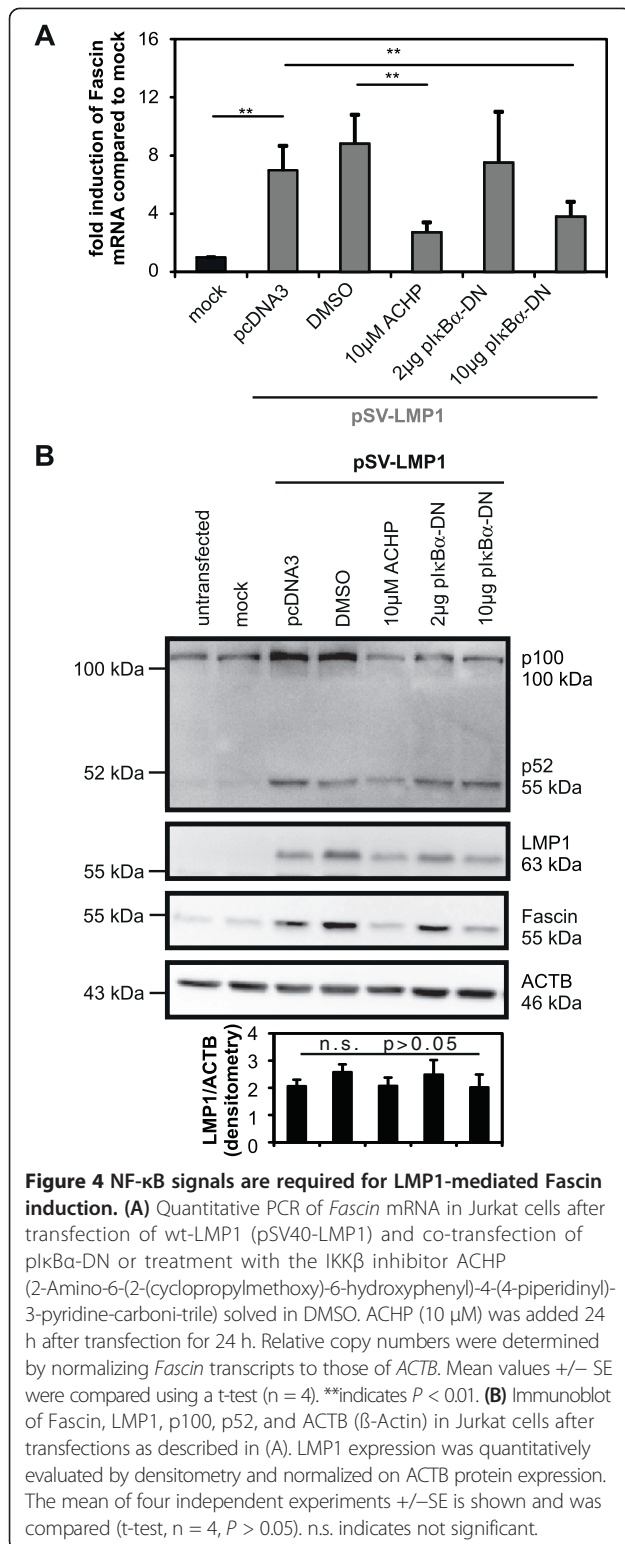 A
16
12
8
4
0
fold induction of Fascin
mRNA compared to mock
**
**
**
mock
pcDNA3
DMSO
10µM ACHP
2µg pIκBα-DN
10µg pIκBα-DN
pSV-LMP1
B
pSV-LMP1
untransfected
mock
pcDNA3
DMSO
10µM ACHP
2µg pIκBα-DN
10µg pIκBα-DN
100 kDa
52 kDa
p100
100 kDa
p52
55 kDa
55 kDa
LMP1
63 kDa
55 kDa
Fascin
55 kDa
43 kDa
ACTB
46 kDa
LMP1/ACTB
(densitometry)
4
3
2
1
0
n.s. p>0.05
Figure 4 NF-κB signals are required for LMP1-mediated Fascin
induction. (A) Quantitative PCR of Fascin mRNA in Jurkat cells after
transfection of wt-LMP1 (pSV40-LMP1) and co-transfection of
pIκBα-DN or treatment with the IKKβ inhibitor ACHP
(2-Amino-6-(2-(cyclopropylmethoxy)-6-hydroxyphenyl)-4-(4-piperidinyl)-
3-pyridine-carboni-trile) solved in DMSO. ACHP (10 μM) was added 24
h after transfection for 24 h. Relative copy numbers were determined
by normalizing Fascin transcripts to those of ACTB. Mean values +/− SE
were compared using a t-test (n = 4). **indicates P < 0.01. (B) Immunoblot
of Fascin, LMP1, p100, p52, and ACTB (ß-Actin) in Jurkat cells after
transfections as described in (A). LMP1 expression was quantitatively
evaluated by densitometry and normalized on ACTB protein expression.
The mean of four independent experiments +/−SE is shown and was
compared (t-test, n = 4, P > 0.05). n.s. indicates not significant.